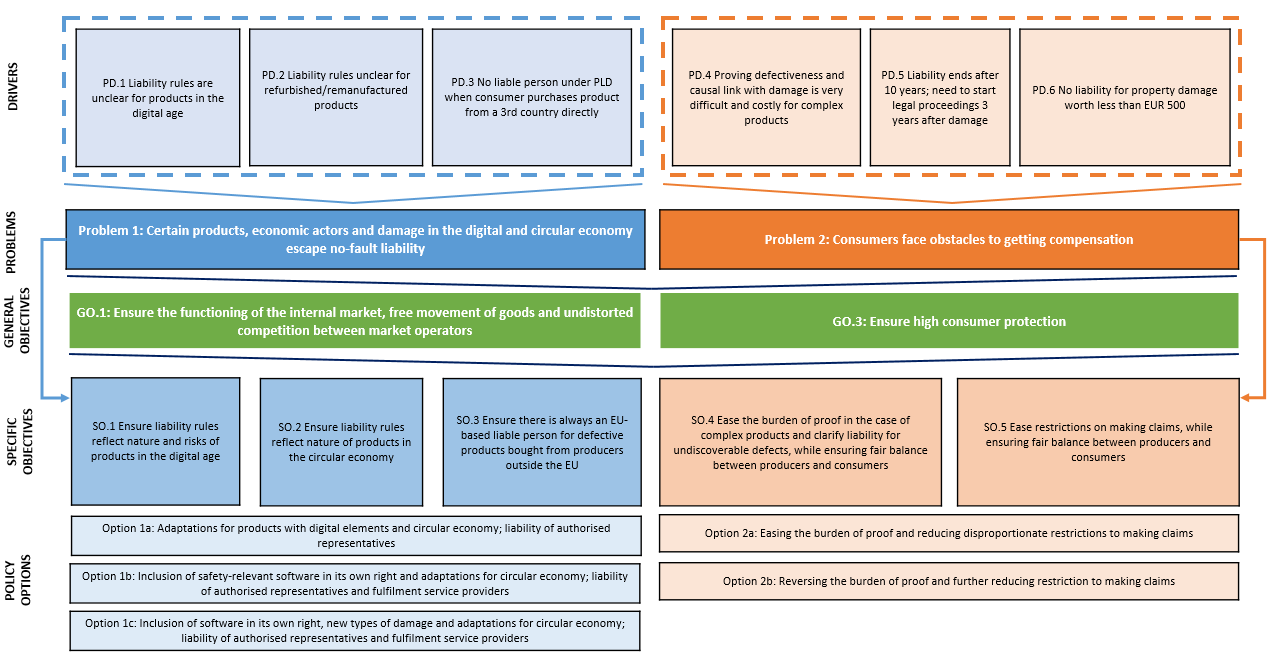 DRIVERS
PD.1 Liability rules are
unclear for products in the
digital age
PD.2 Liability rules unclear for
refurbished/remanufactured
products
PD.3 No liable person under PLD
when consumer purchases product
from a 3rd country directly
PD.4 Proving defectiveness and
causal link with damage is very
difficult and costly for complex
products
PD.5 Liability ends after
10 years; need to start
legal proceedings 3
years after damage
PD.6 No liability for property damage
worth less than EUR 500
PROBLEMS
Problem 1: Certain products, economic actors and damage in the digital and circular economy
escape no-fault liability
Problem 2: Consumers face obstacles to getting compensation
GENERAL
OBJECTIVES
GO.1: Ensure the functioning of the internal market, free movement of goods and undistorted
competition between market operators
GO.3: Ensure high consumer protection
SPECIFIC
OBJECTIVES
SO.1 Ensure liability rules
reflect nature and risks of
products in the digital age
SO.2 Ensure liability rules
reflect nature of products in
the circular economy
SO.3 Ensure there is always an EU-
based liable person for defective
products bought from producers
outside the EU
SO.4 Ease the burden of proof in the case of
complex products and clarify liability for
undiscoverable defects, while ensuring fair balance
between producers and consumers
SO.5 Ease restrictions on making claims, while
ensuring fair balance between producers and
consumers
POLICY
OPTIONS
Option 1a: Adaptations for products with digital elements and circular economy; liability of authorised
representatives
Option 1b: Inclusion of safety-relevant software in its own right and adaptations for circular economy; liability
of authorised representatives and fulfilment service providers
Option 1c: Inclusion of software in its own right, new types of damage and adaptations for circular economy;
liability of authorised representatives and fulfilment service providers
Option 2a: Easing the burden of proof and reducing disproportionate restrictions to making claims
Option 2b: Reversing the burden of proof and further reducing restriction to making claims